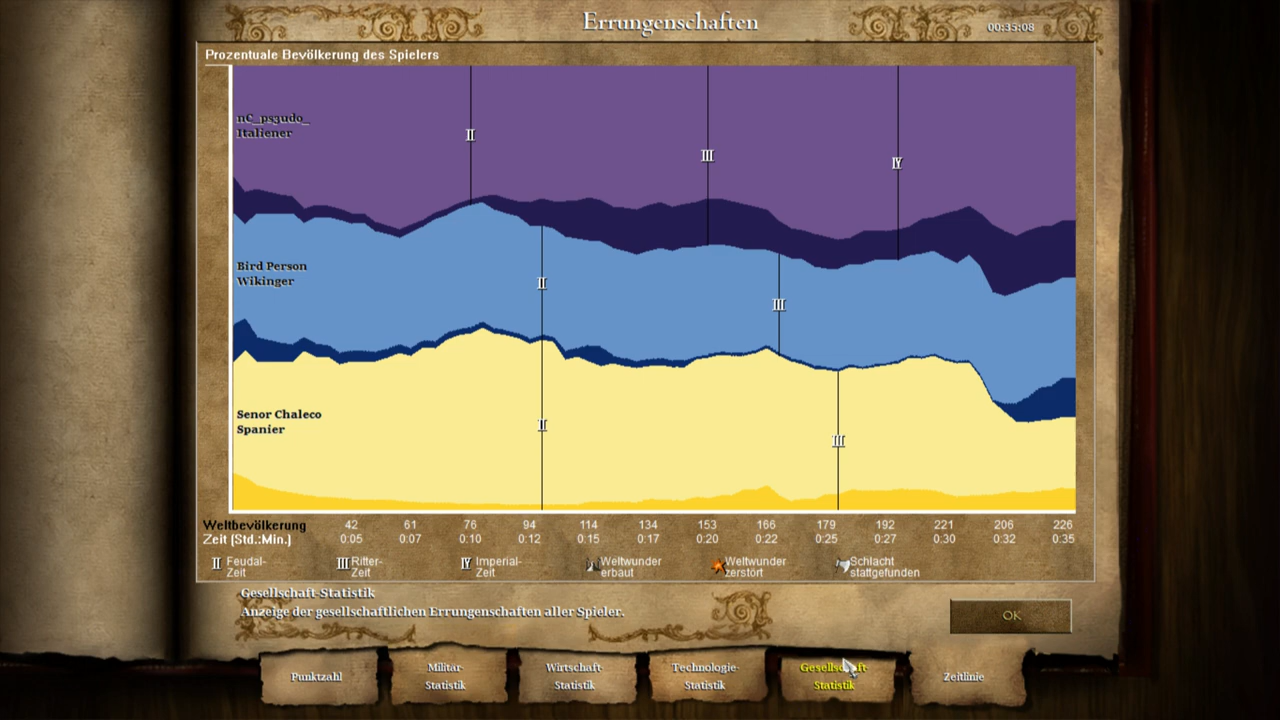 Errungenschaften
00:35:08
Prozentuale Bevölkerung des Spielers
nC_ps3udo_
Italiener
II
III
IV
Bird Person
Wikinger
II
III
Senor Chaleco
Spanier
II
III
Weltbevölkerung 42 61 76 94 114 134 153 166 179 192 221 206 226
Zeit (Std.:Min.) 0:05 0:07 0:10 0:12 0:15 0:17 0:20 0:22 0:25 0:27 0:30 0:32 0:35
II Feudal-
Zeit
III Ritter-
Zeit
IV Imperial-
Zeit
Weltwunder
erbaut
Weltwunder
zerstört
Schlacht
stattgefunden
Gesellschaft-Statistik
Anzeige der gesellschaftlichen Errungenschaften aller Spieler.
OK
Punktzahl
Militär-
Statistik
Wirtschaft-
Statistik
Technologie-
Statistik
Gesellschaft-
Statistik
Zeitlinie